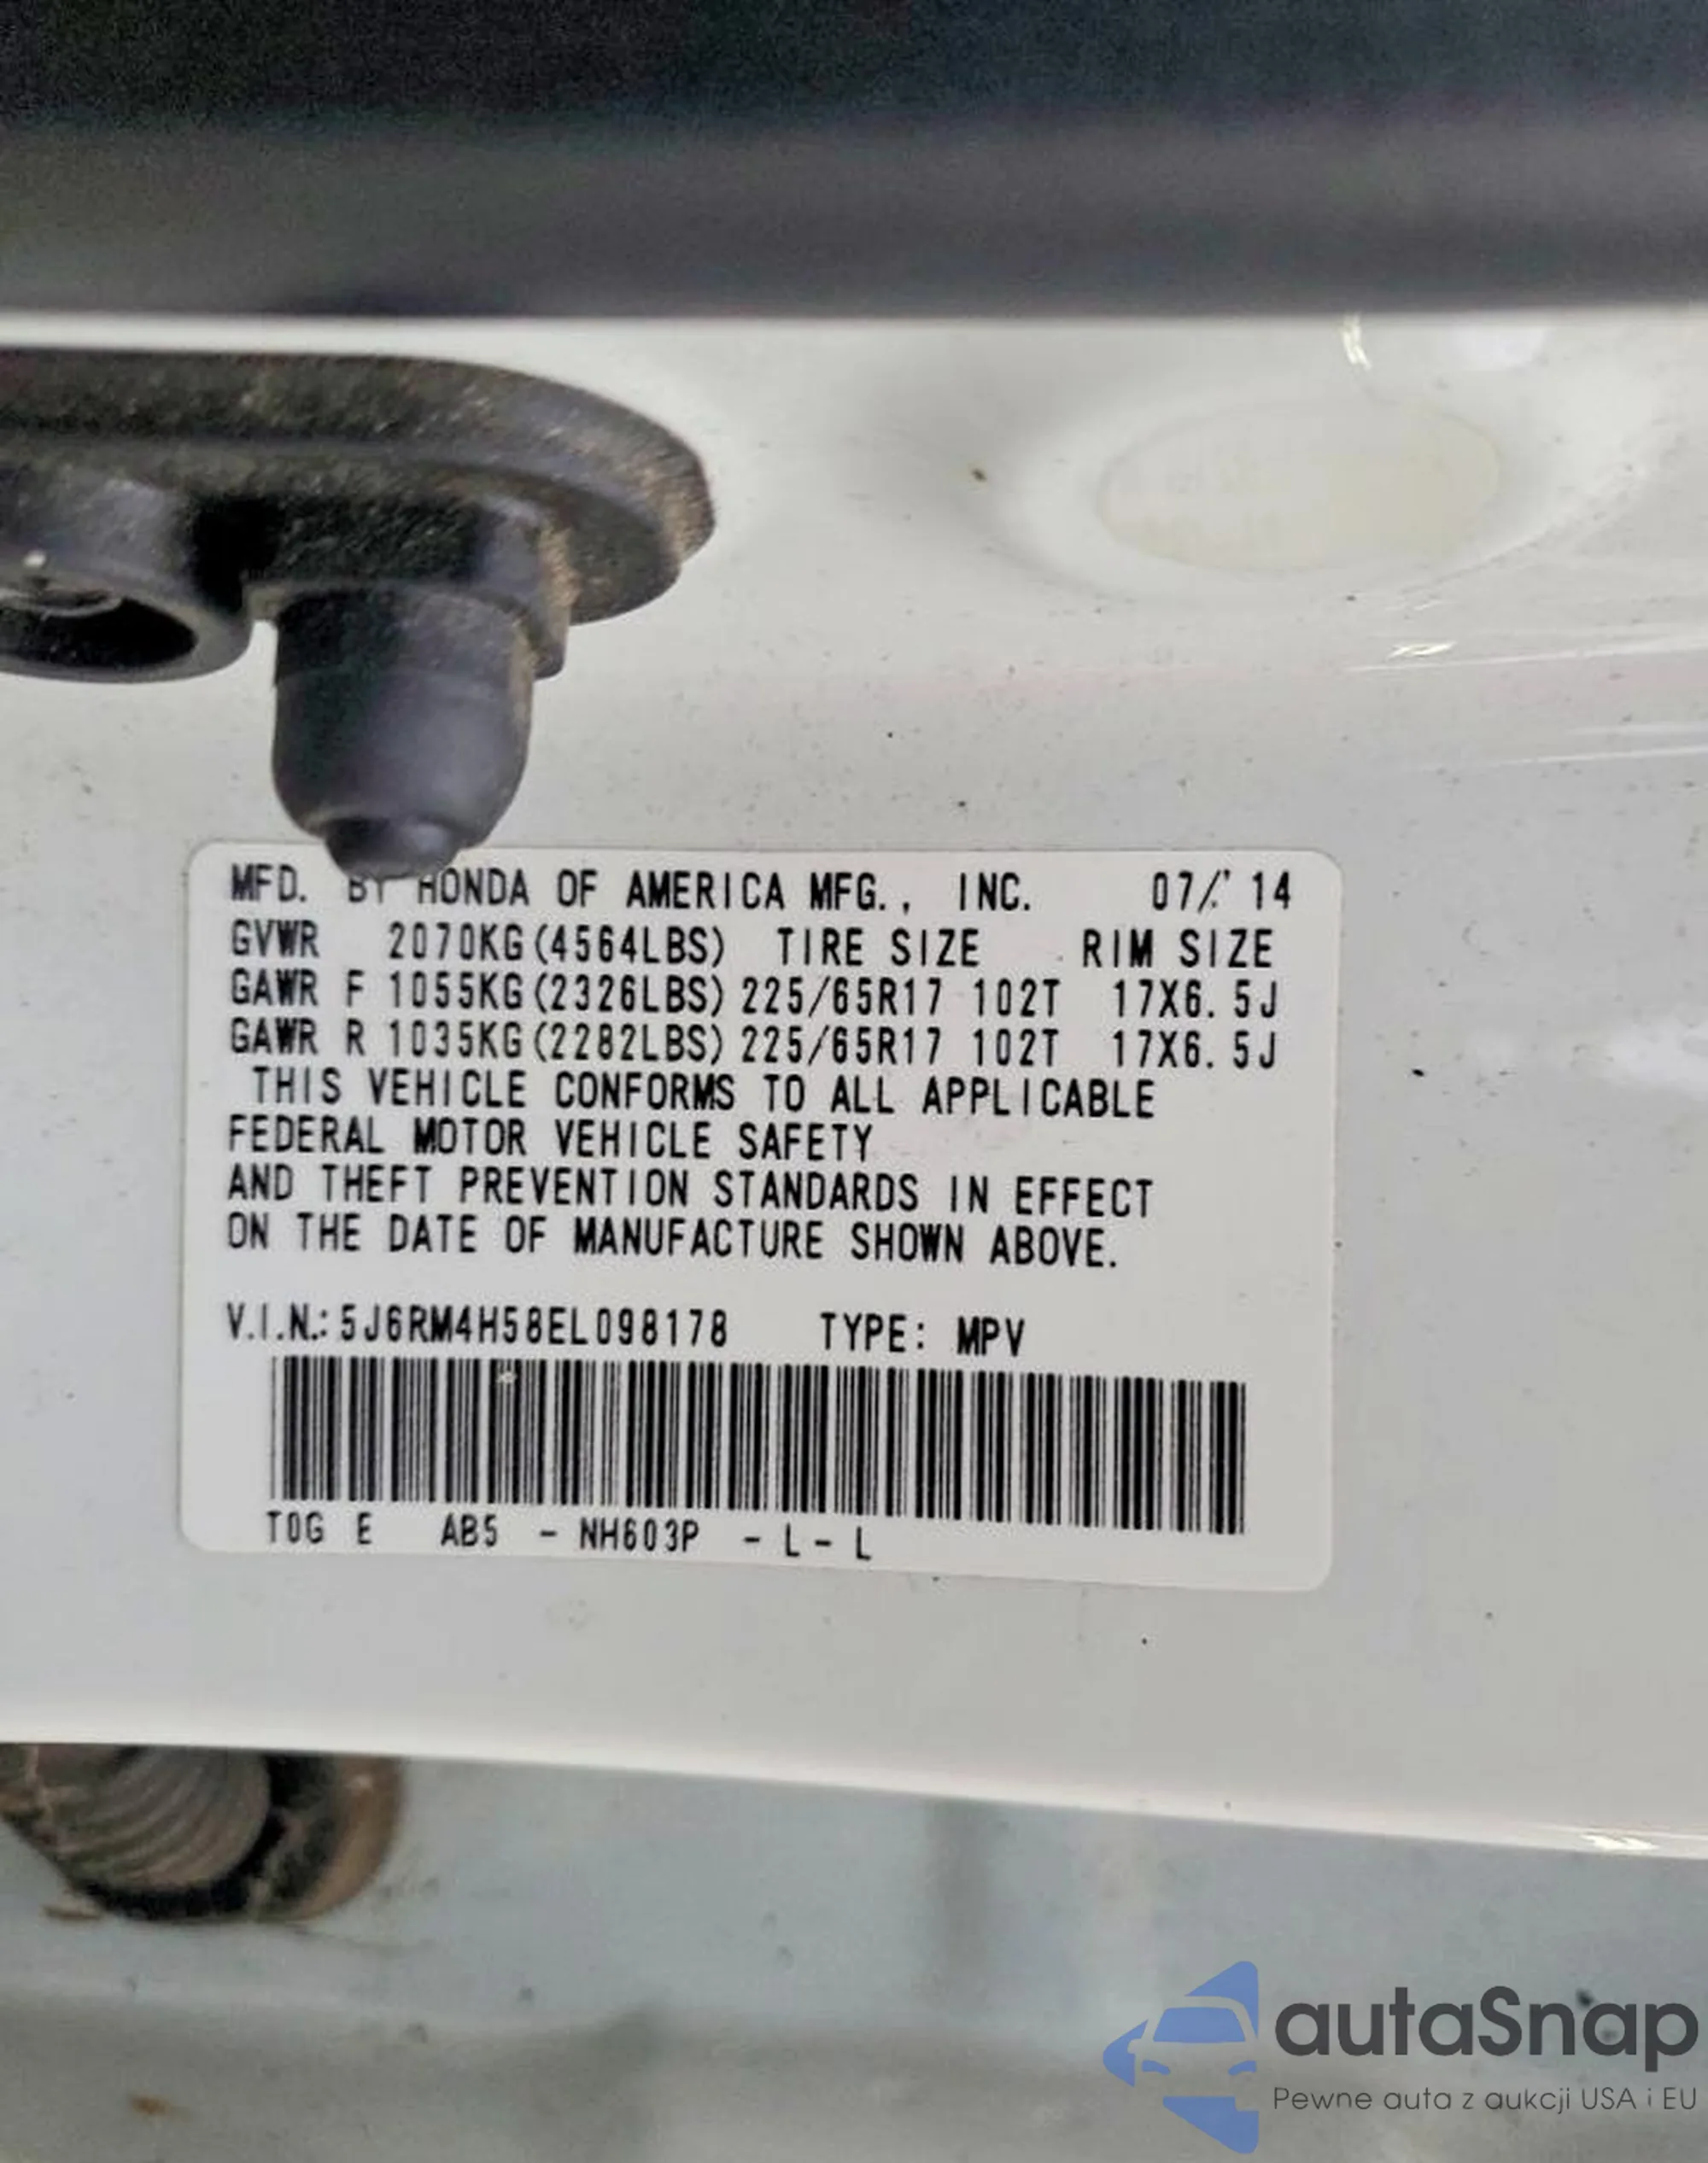 MFD. BY HONDA OF AMERICA MFG., INC. 07/14
GVWR 2070KG(4564LBS) TIRE SIZE RIM SIZE
GAWR F 1055KG(2326LBS) 225/65R17 102T 17X6.5J
GAWR R 1035KG(2282LBS) 225/65R17 102T 17X6.5J
THIS VEHICLE CONFORMS TO ALL APPLICABLE
FEDERAL MOTOR VEHICLE SAFETY
AND THEFT PREVENTION STANDARDS IN EFFECT
ON THE DATE OF MANUFACTURE SHOWN ABOVE.
V.I.N.: 5J6RM4H58EL098178 TYPE: MPV
T0G E AB5 - NH603P - L - L
autaSnap
Pewne auta z aukcji USA i EU